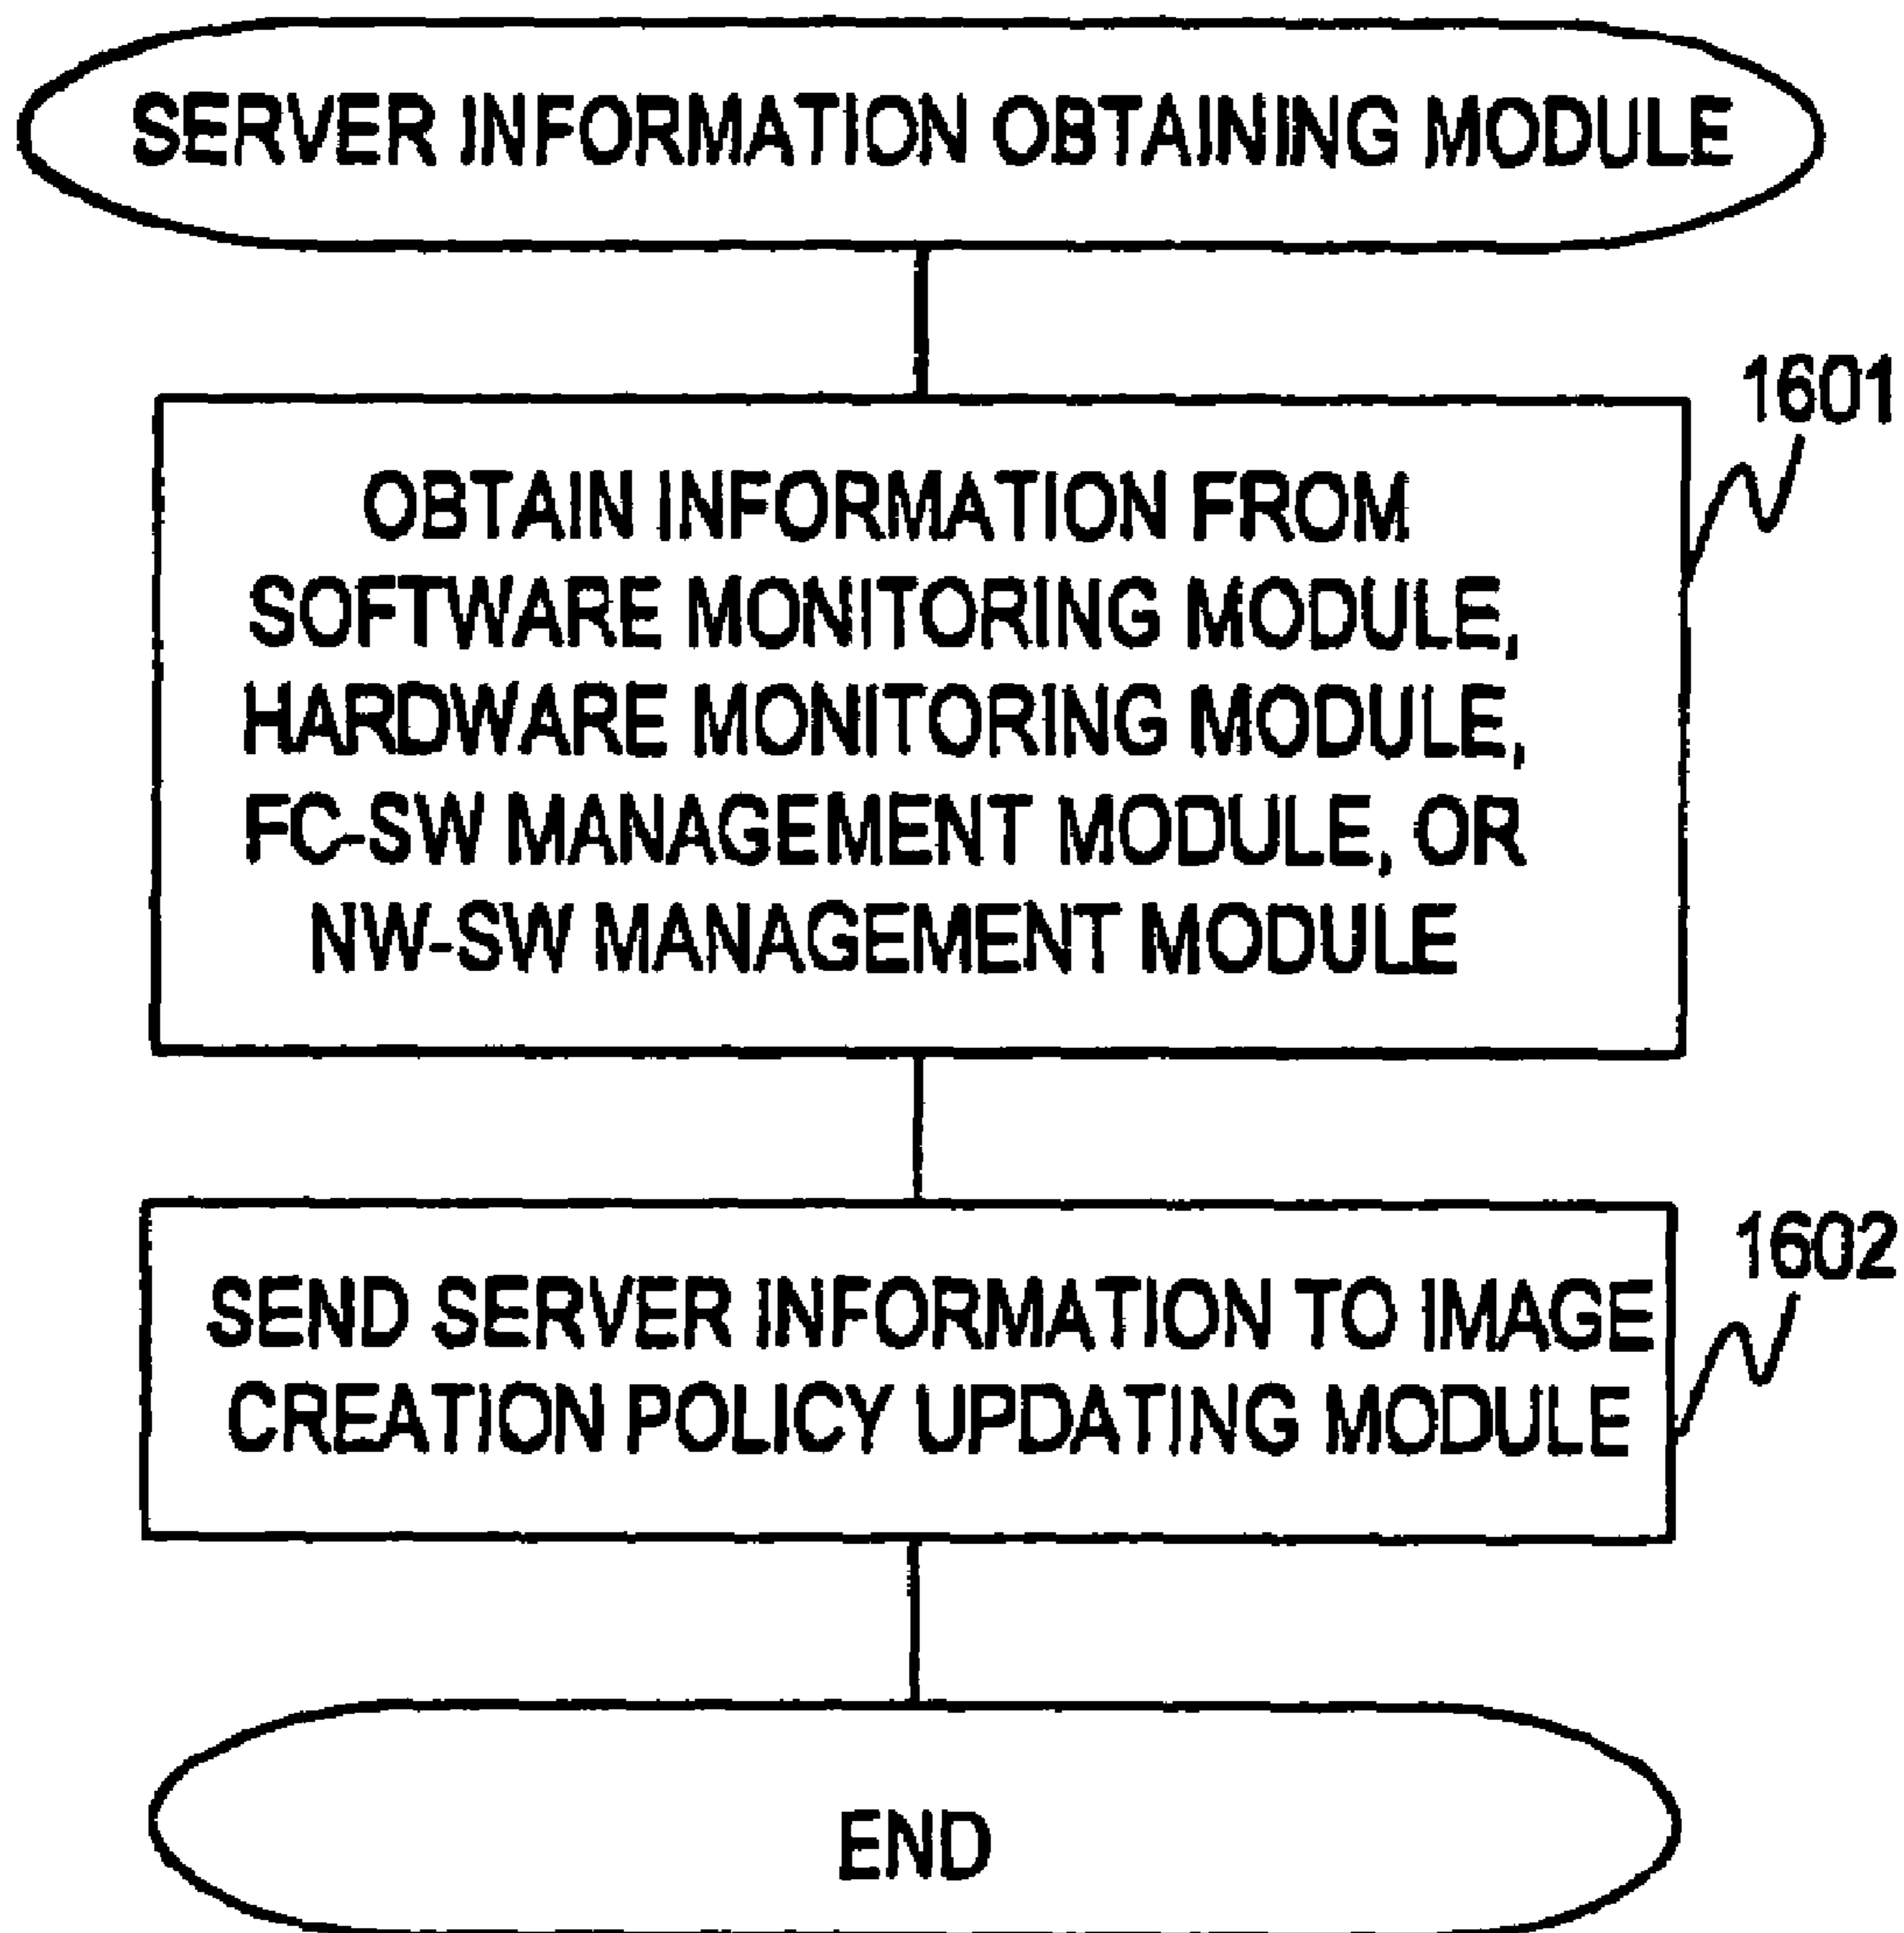 SERVER INFORMATION OBTAINING MODULE
1601
OBTAIN INFORMATION FROM
SOFTWARE MONITORING MODULE,
HARDWARE MONITORING MODULE,
FC-SW MANAGEMENT MODULE, OR
NW-SW MANAGEMENT MODULE
1602
SEND SERVER INFORMATION TO IMAGE
CREATION POLICY UPDATING MODULE
END